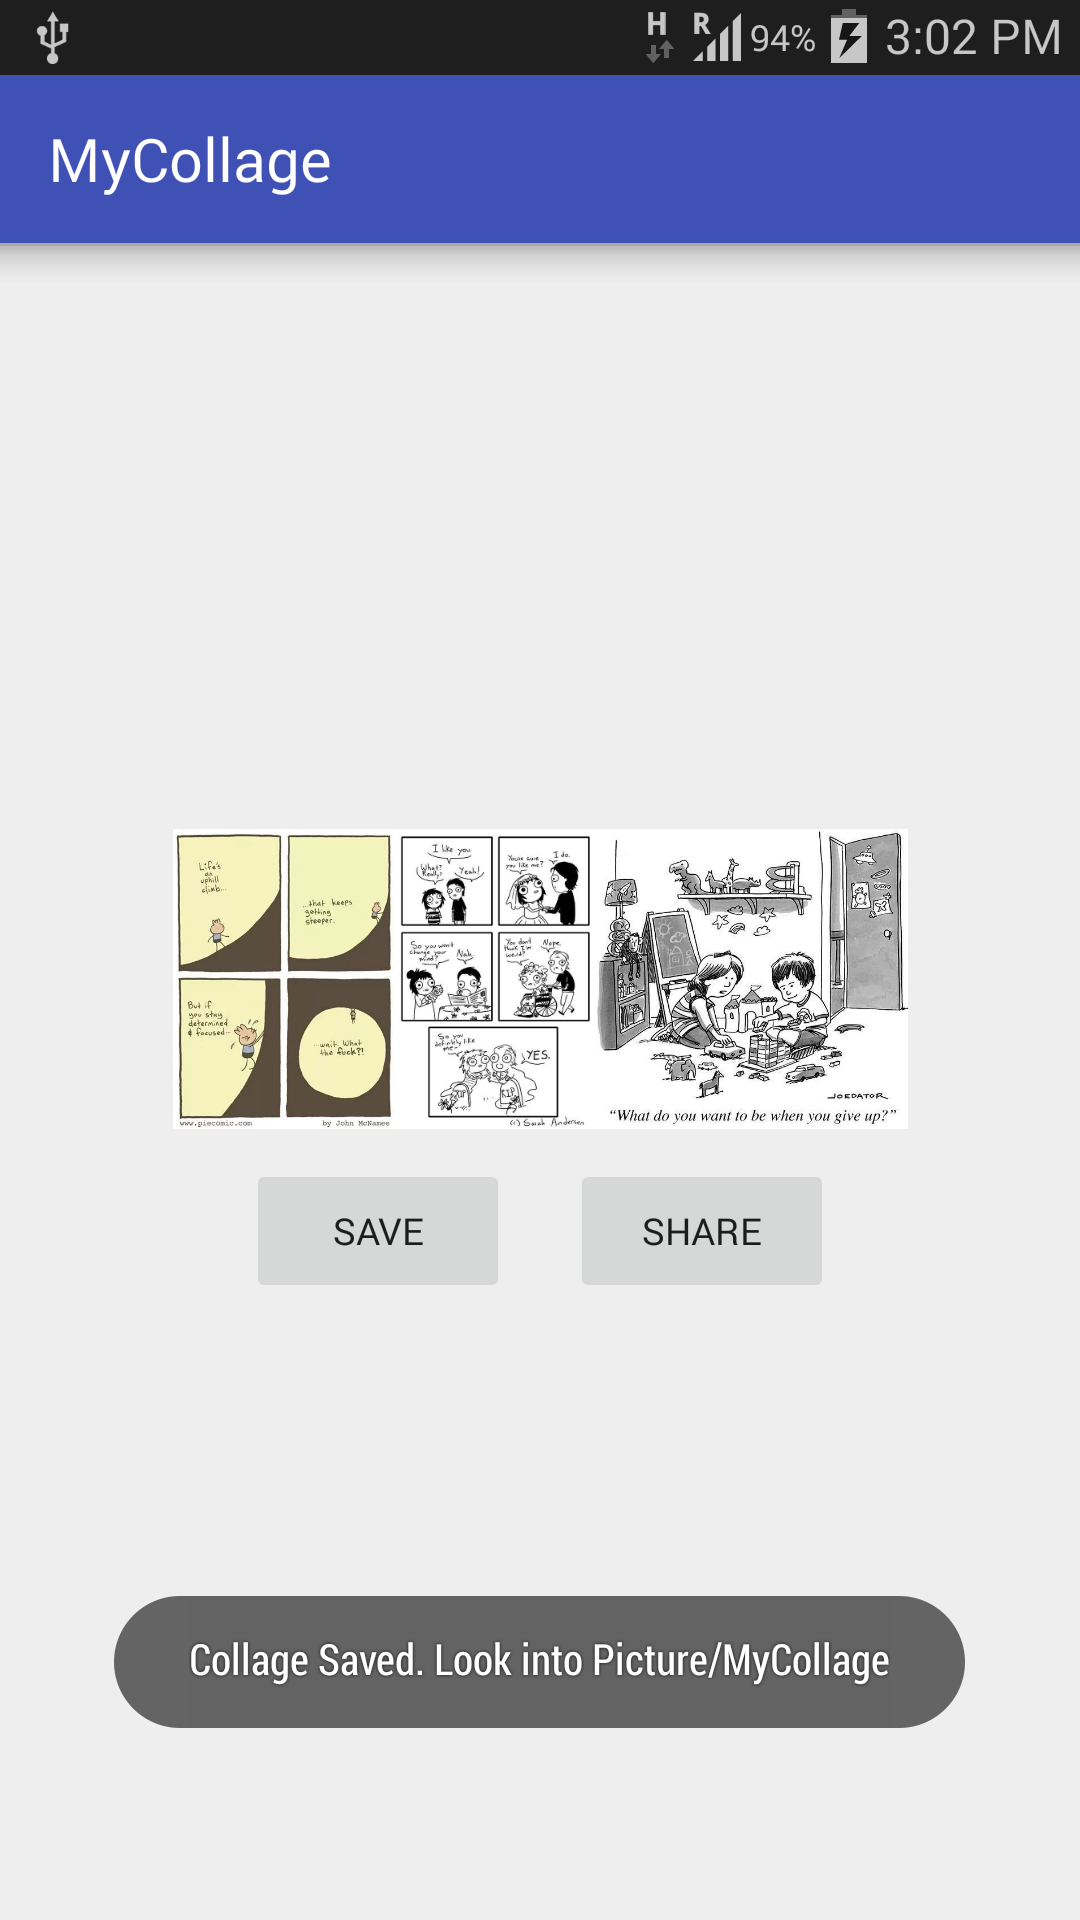 H R 94% 3:02 PM
MyCollage
Life's
an
uphill
climb...
...that keeps
getting
steeper.
But if
you stay
determined
& focused...
...wait. What
the fuck?!
www.piecomic.com
by John McNamee
I like you
What?
Really?
Yeah!
You're sure
you like me?
I do.
So you won't
change your
mind?
Nah.
You don't
think I'm
weird?
Nope.
So you
definitely like
me...
YES.
RIP
RIP
(c) Sarah Andersen
JOEDATOR
“What do you want to be when you give up?”
SAVE
SHARE
Collage Saved. Look into Picture/MyCollage